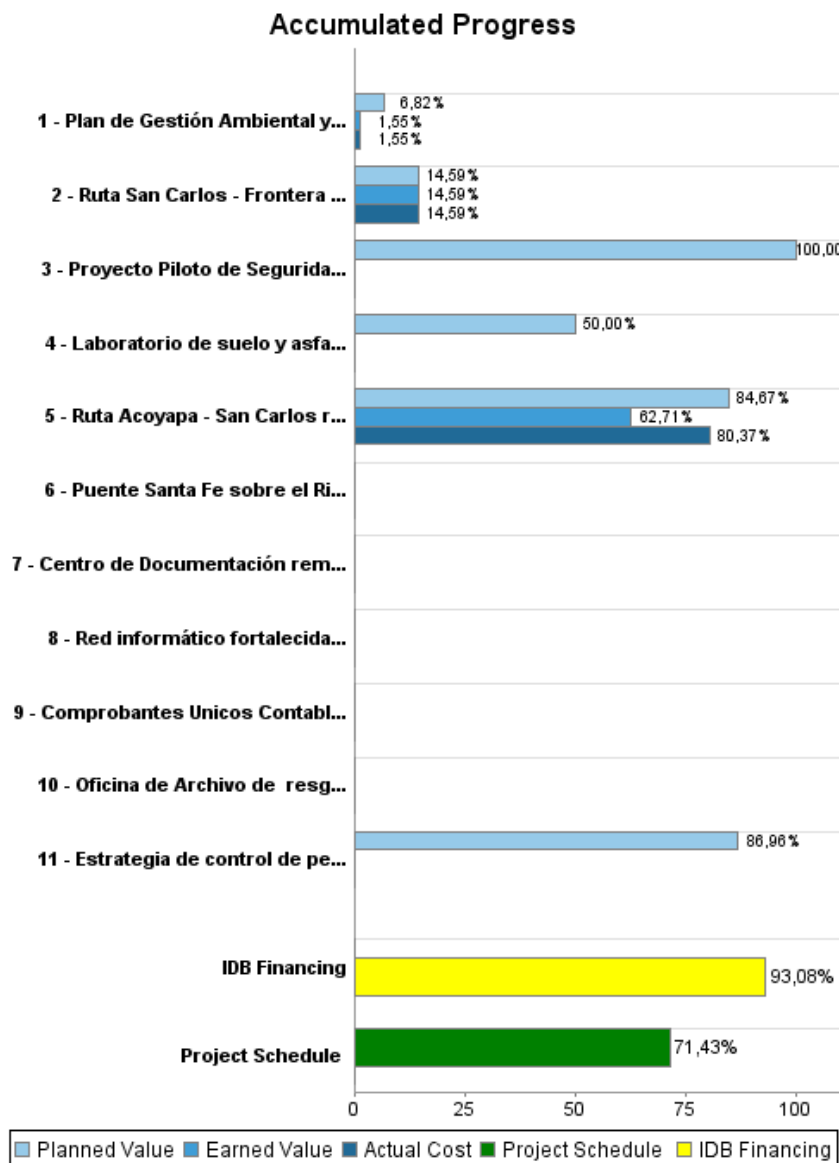 Accumulated Progress
1 - Plan de Gestión Ambiental y...
6,82%
1,55%
1,55%
2 - Ruta San Carlos - Frontera ...
14,59%
14,59%
14,59%
3 - Proyecto Piloto de Segurida...
100,00
4 - Laboratorio de suelo y asfa...
50,00%
5 - Ruta Acoyapa - San Carlos r...
84,67%
62,71%
80,37%
6 - Puente Santa Fe sobre el Ri...
7 - Centro de Documentación rem...
8 - Red informático fortalecida...
9 - Comprobantes Unicos Contabl...
10 - Oficina de Archivo de resg...
11 - Estrategia de control de pe...
86,96%
IDB Financing
93,08%
Project Schedule
71,43%
0 25 50 75 100
Planned Value Earned Value Actual Cost Project Schedule IDB Financing